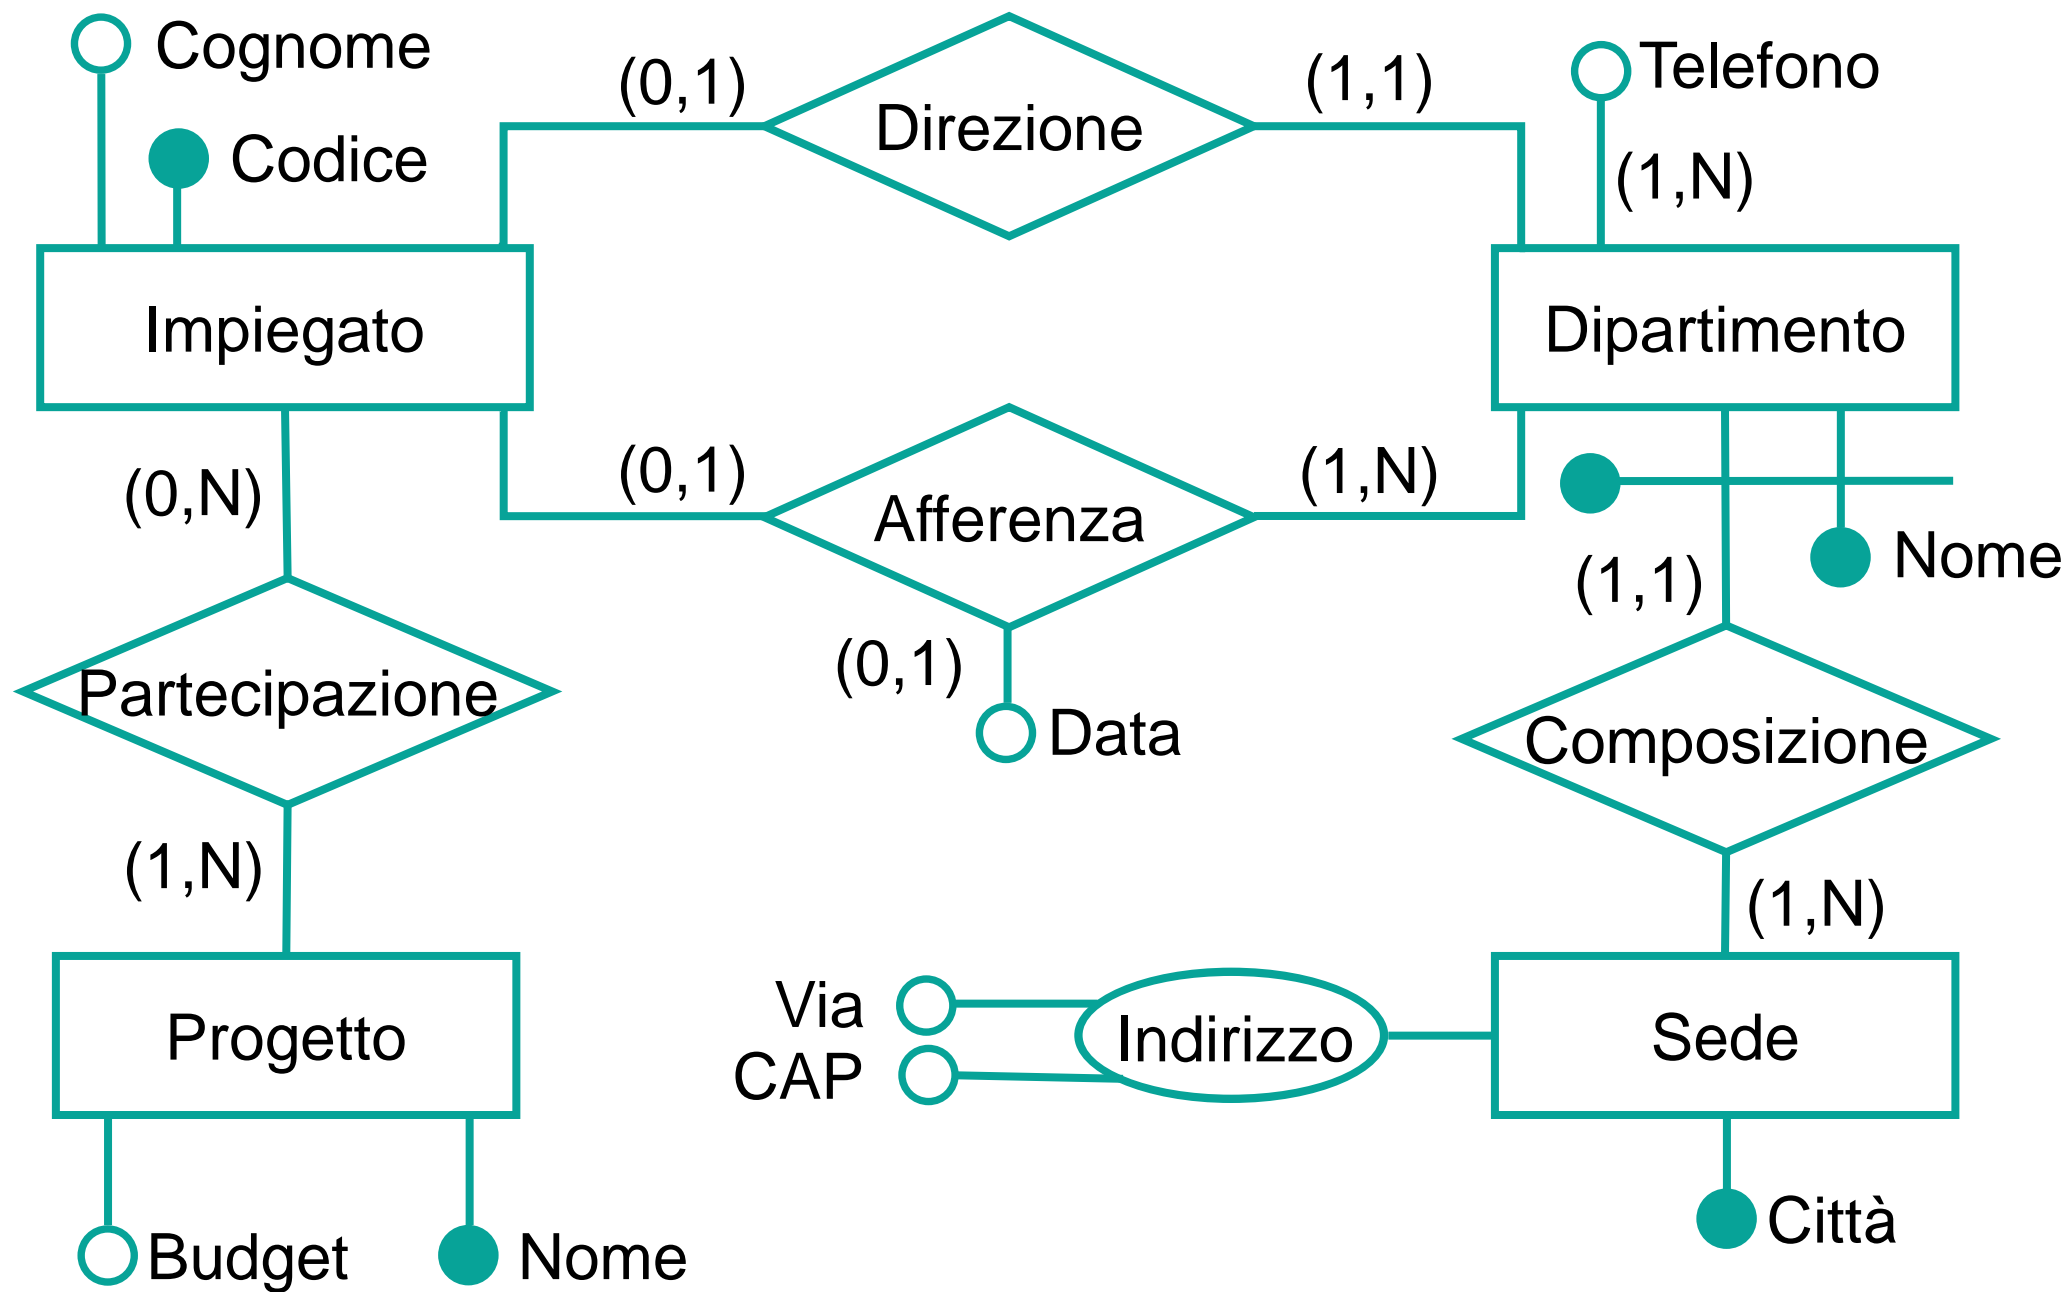 Cognome
(0,1)
(1,1)
Telefono
Direzione
Codice
(1,N)
Impiegato
Dipartimento
(0,N)
(0,1)
(1,N)
Afferenza
Nome
(1,1)
(0,1)
Partecipazione
Data
Composizione
(1,N)
(1,N)
Via
Progetto
Indirizzo
Sede
CAP
Città
Budget
Nome